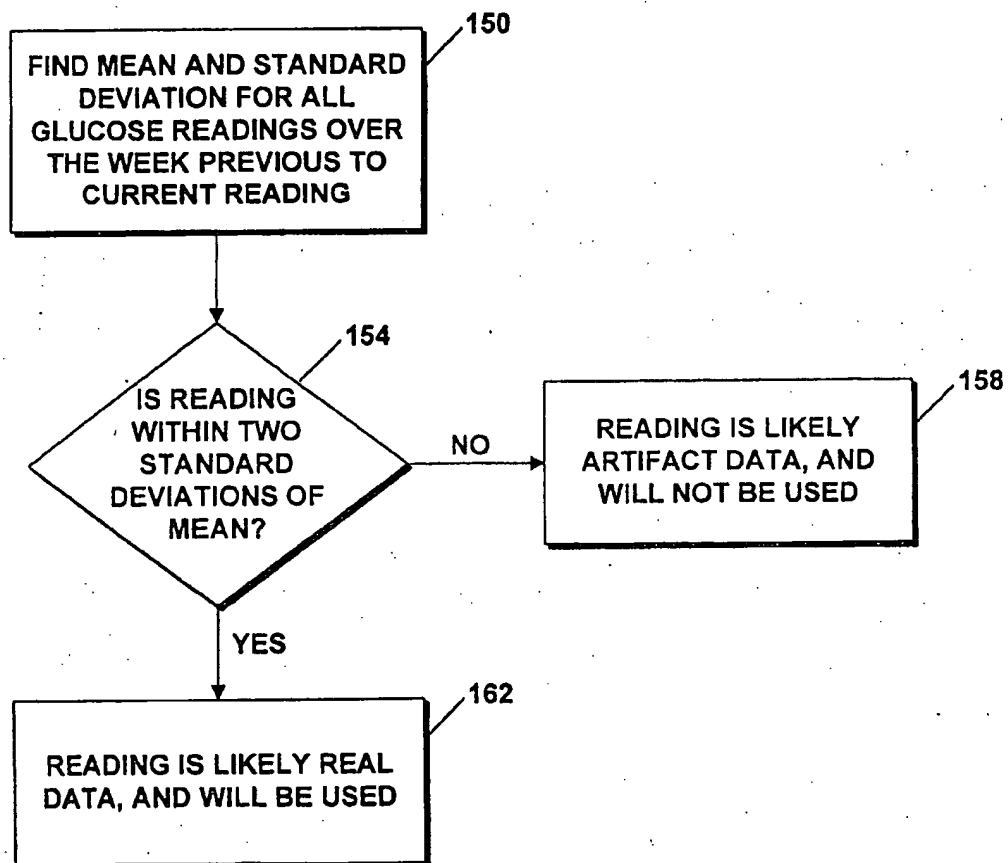 150
FIND MEAN AND STANDARD
DEVIATION FOR ALL
GLUCOSE READINGS OVER
THE WEEK PREVIOUS TO
CURRENT READING
154
IS READING
WITHIN TWO
STANDARD
DEVIATIONS OF
MEAN?
NO
158
READING IS LIKELY
ARTIFACT DATA, AND
WILL NOT BE USED
YES
162
READING IS LIKELY REAL
DATA, AND WILL BE USED